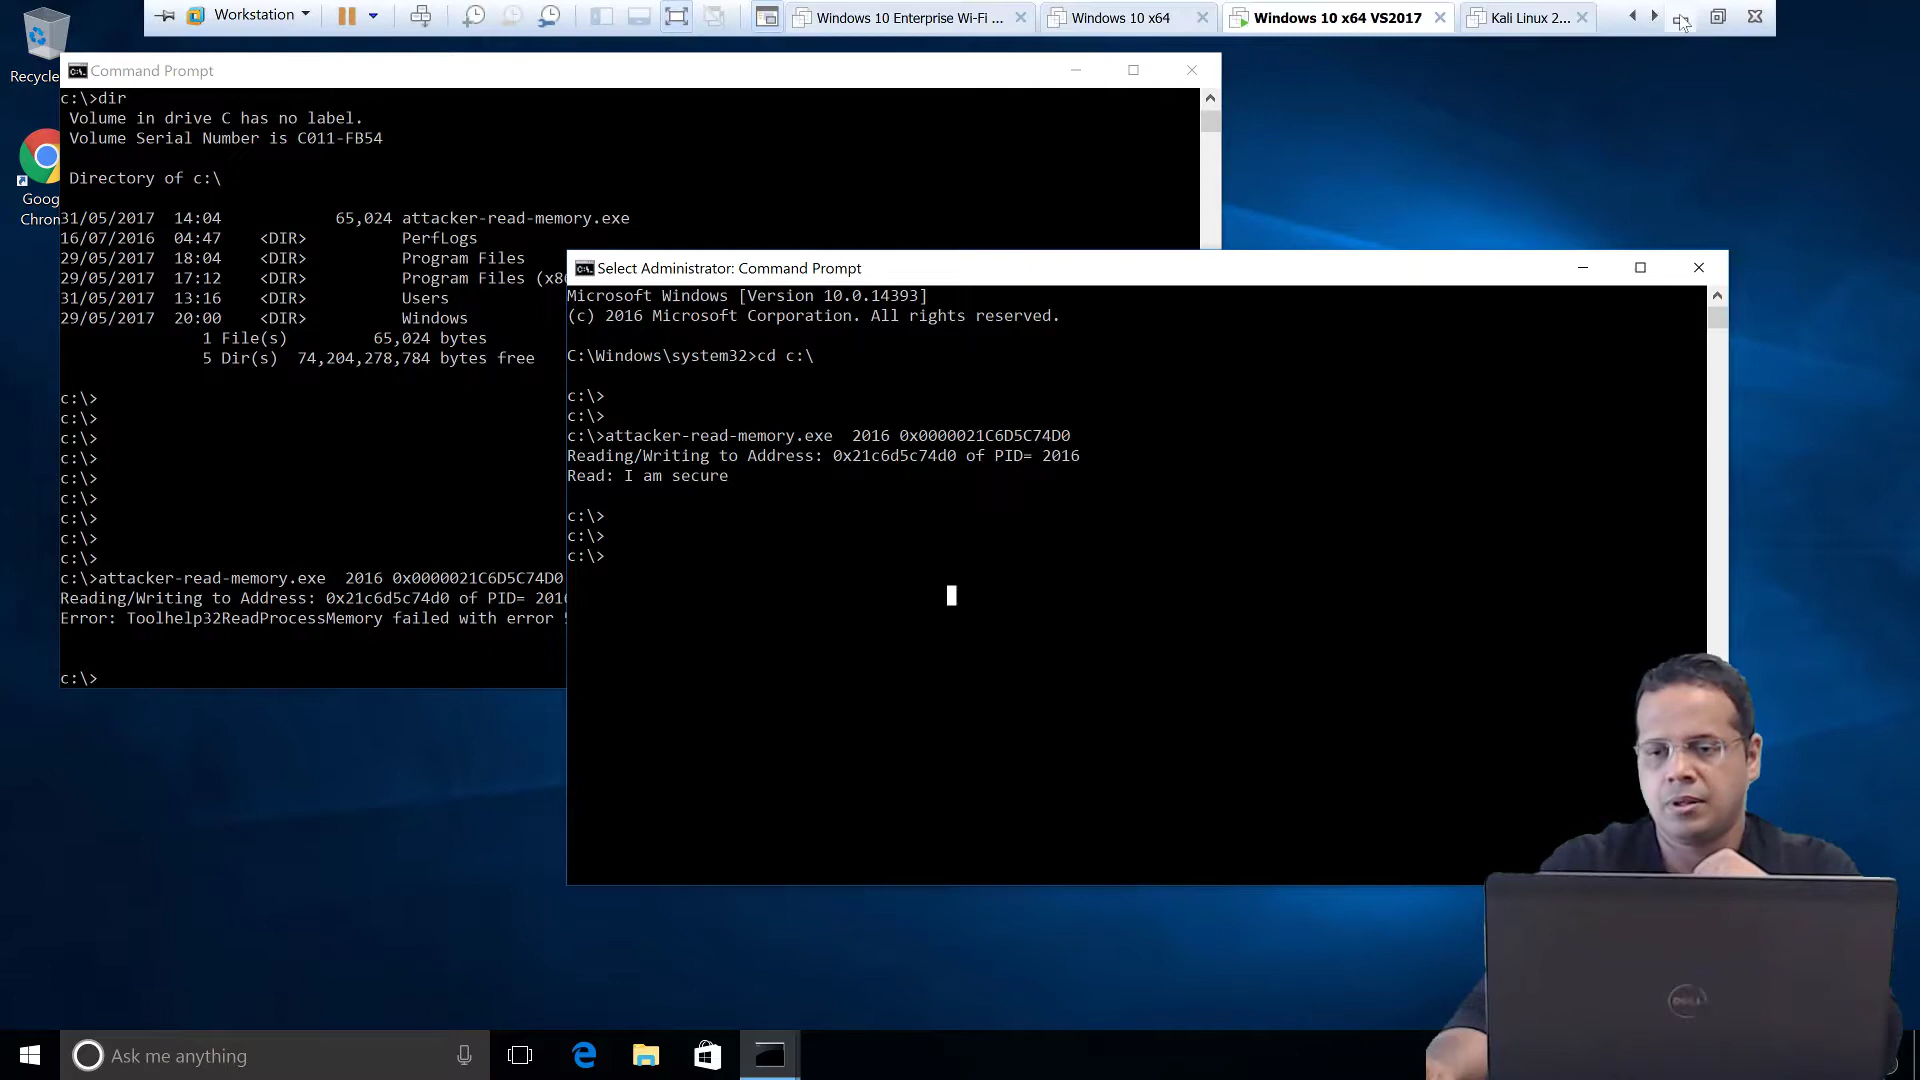 Workstation
Windows 10 Enterprise Wi-Fi ...
Windows 10 x64
Windows 10 x64 VS2017
Kali Linux 2...
Recycle
Goog
Chron
Command Prompt
c:\>dir
Volume in drive C has no label.
Volume Serial Number is C011-FB54
Directory of c:\
31/05/2017 14:04 65,024 attacker-read-memory.exe
16/07/2016 04:47 <DIR> PerfLogs
29/05/2017 18:04 <DIR> Program Files
29/05/2017 17:12 <DIR> Program Files (x8
31/05/2017 13:16 <DIR> Users
29/05/2017 20:00 <DIR> Windows
1 File(s) 65,024 bytes
5 Dir(s) 74,204,278,784 bytes free
c:\>
c:\>
c:\>
c:\>
c:\>
c:\>
c:\>
c:\>
c:\>
c:\>attacker-read-memory.exe 2016 0x0000021C6D5C74D0
Reading/Writing to Address: 0x21c6d5c74d0 of PID= 201
Error: Toolhelp32ReadProcessMemory failed with error
c:\>
Select Administrator: Command Prompt
Microsoft Windows [Version 10.0.14393]
(c) 2016 Microsoft Corporation. All rights reserved.
C:\Windows\system32>cd c:\
c:\>
c:\>
c:\>attacker-read-memory.exe 2016 0x0000021C6D5C74D0
Reading/Writing to Address: 0x21c6d5c74d0 of PID= 2016
Read: I am secure
c:\>
c:\>
c:\>
DELL
Ask me anything